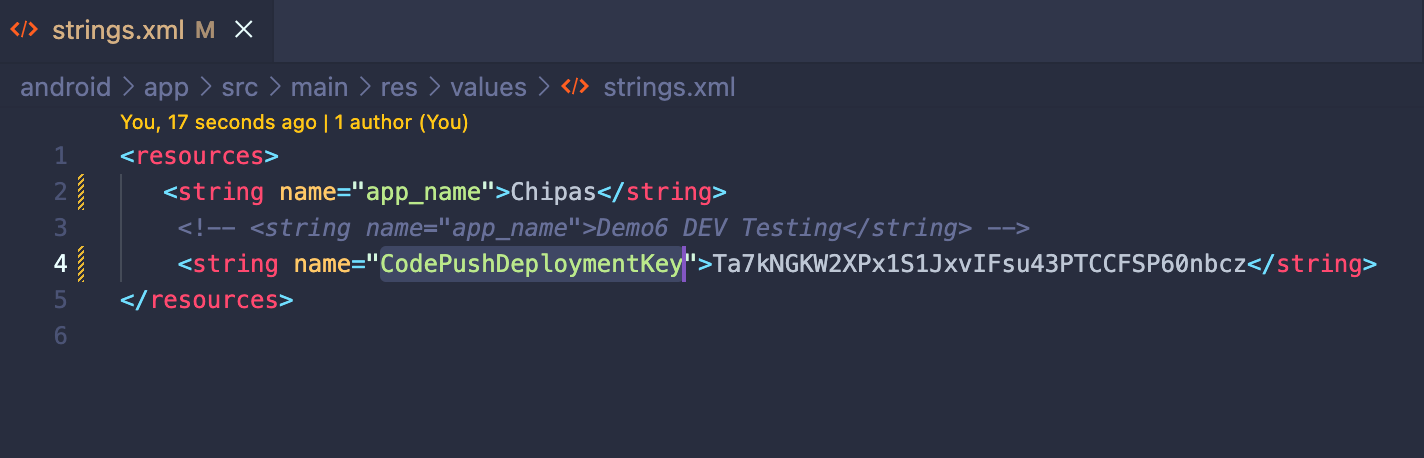 </> strings.xml M ×
android > app > src > main > res > values > </> strings.xml
You, 17 seconds ago | 1 author (You)
1 <resources>
2 <string name="app_name">Chipas</string>
3 <!-- <string name="app_name">Demo6 DEV Testing</string> -->
4 <string name="CodePushDeploymentKey">Ta7kNGKW2XPx1S1JxvIFsu43PTCCFSP60nbcz</string>
5 </resources>
6